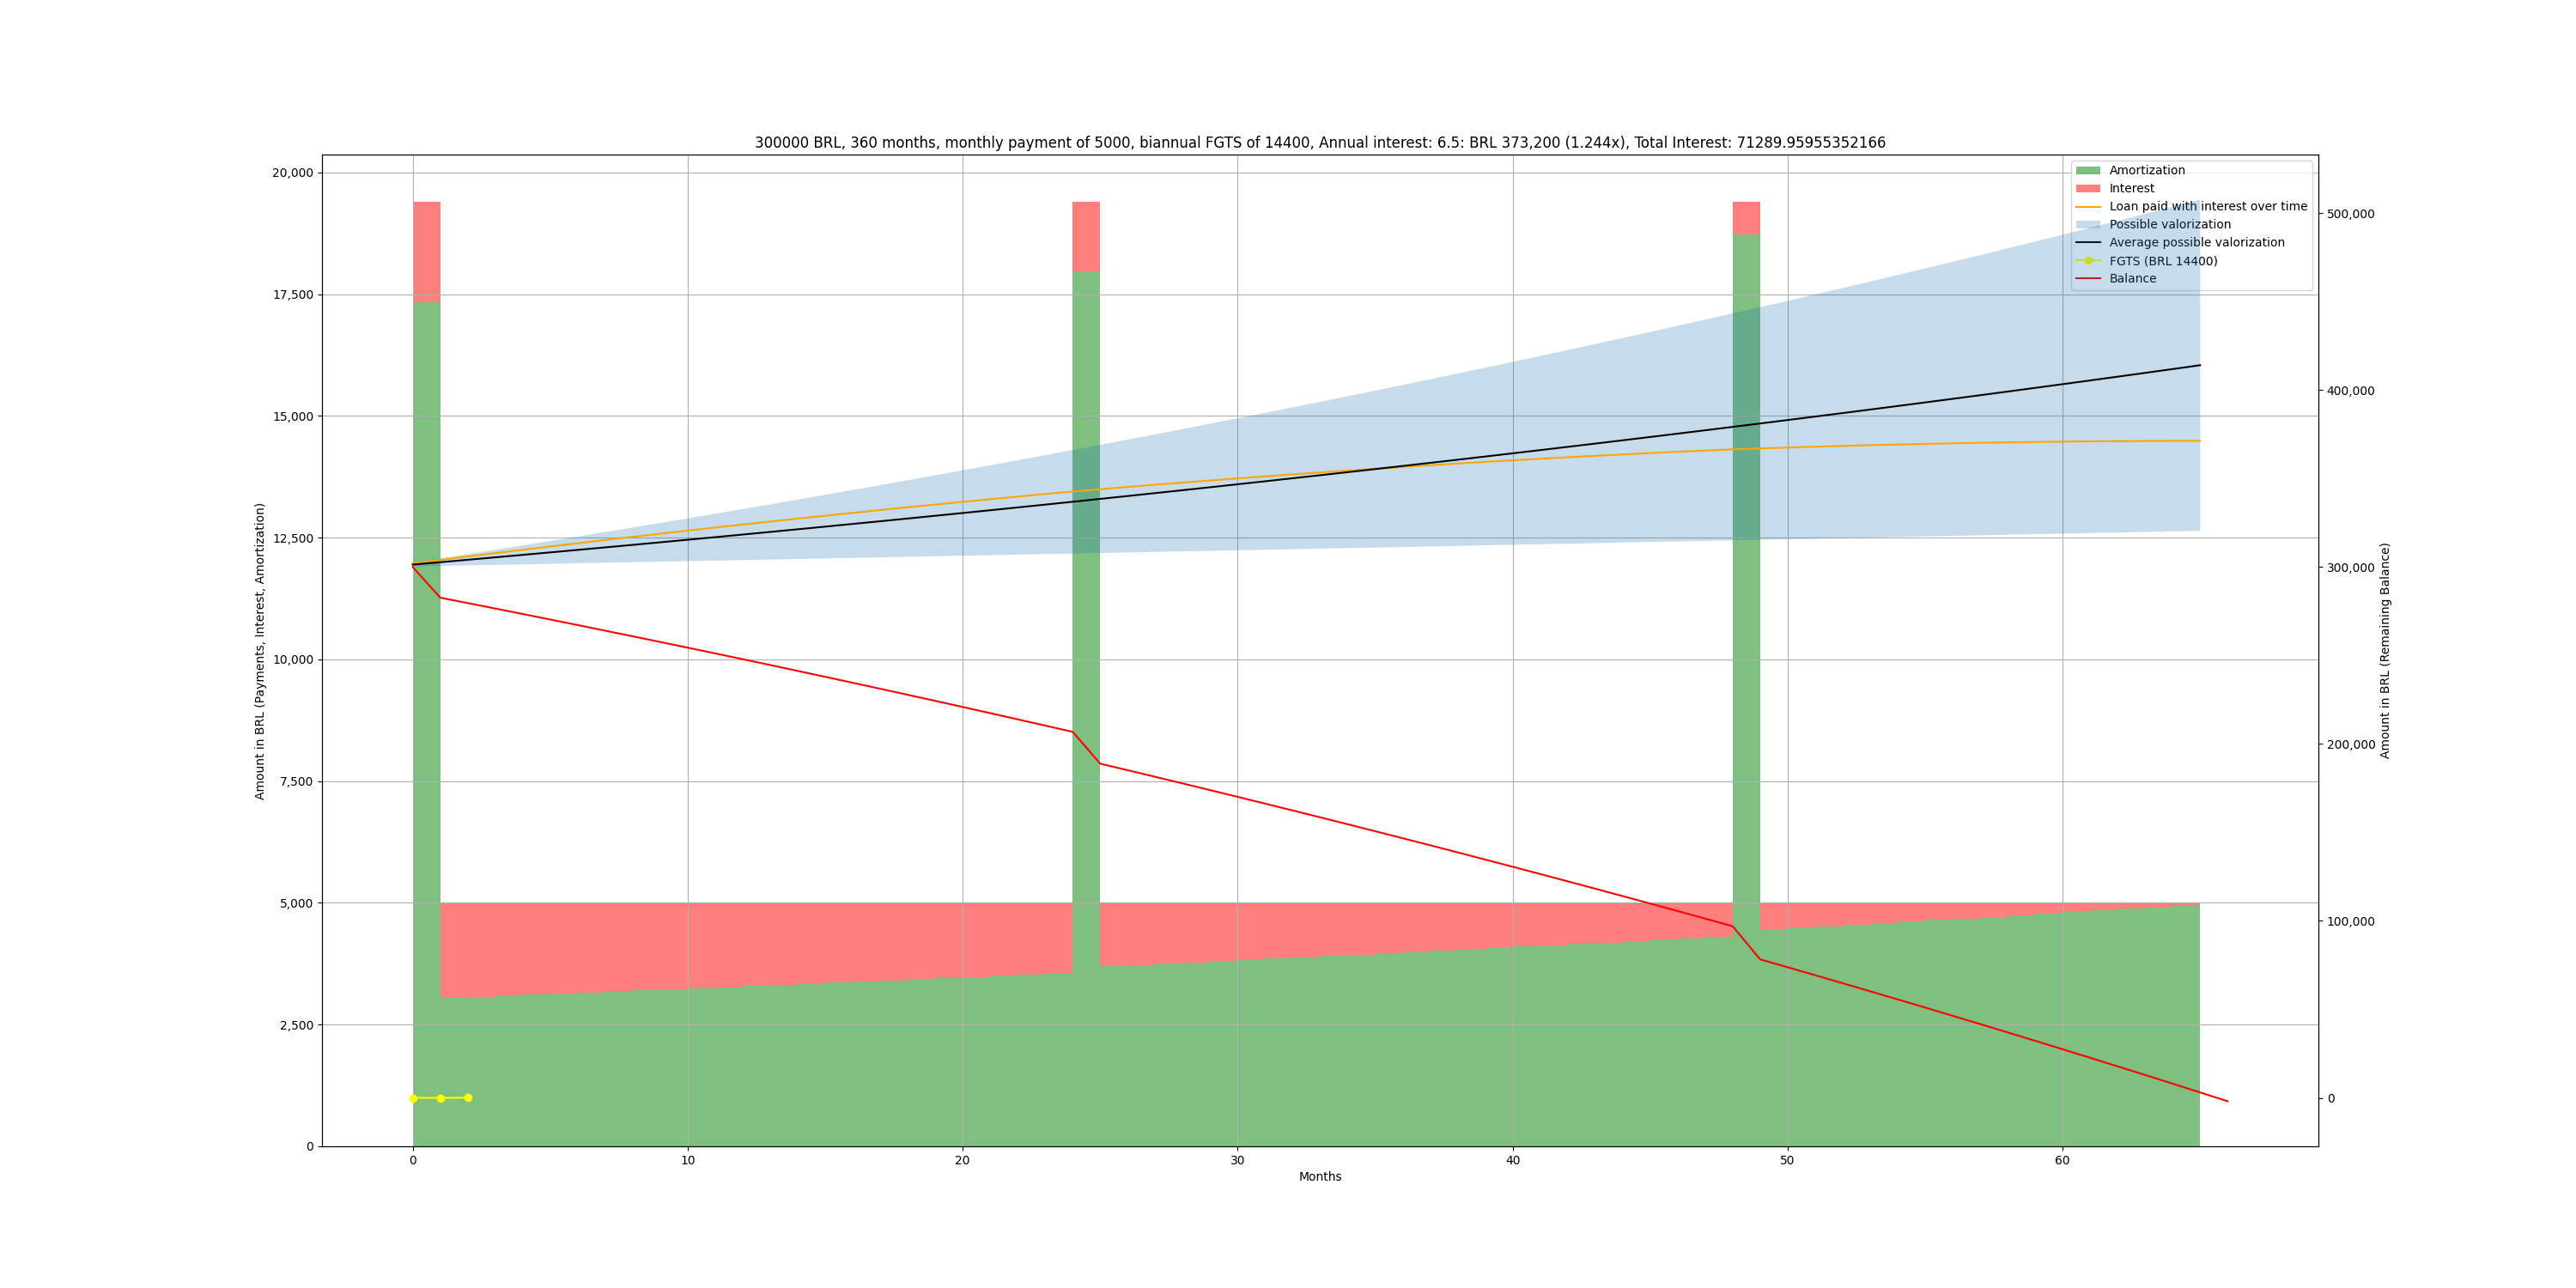 300000 BRL, 360 months, monthly payment of 5000, biannual FGTS of 14400, Annual interest: 6.5: BRL 373,200 (1.244x), Total Interest: 71289.95955352166
Amortization
Interest
Loan paid with interest over time
Possible valorization
Average possible valorization
FGTS (BRL 14400)
Balance
Amount in BRL (Payments, Interest, Amortization)
20,000
17,500
15,000
12,500
10,000
7,500
5,000
2,500
0
500,000
400,000
300,000
200,000
100,000
0
Amount in BRL (Remaining Balance)
0 10 20 30 40 50 60
Months